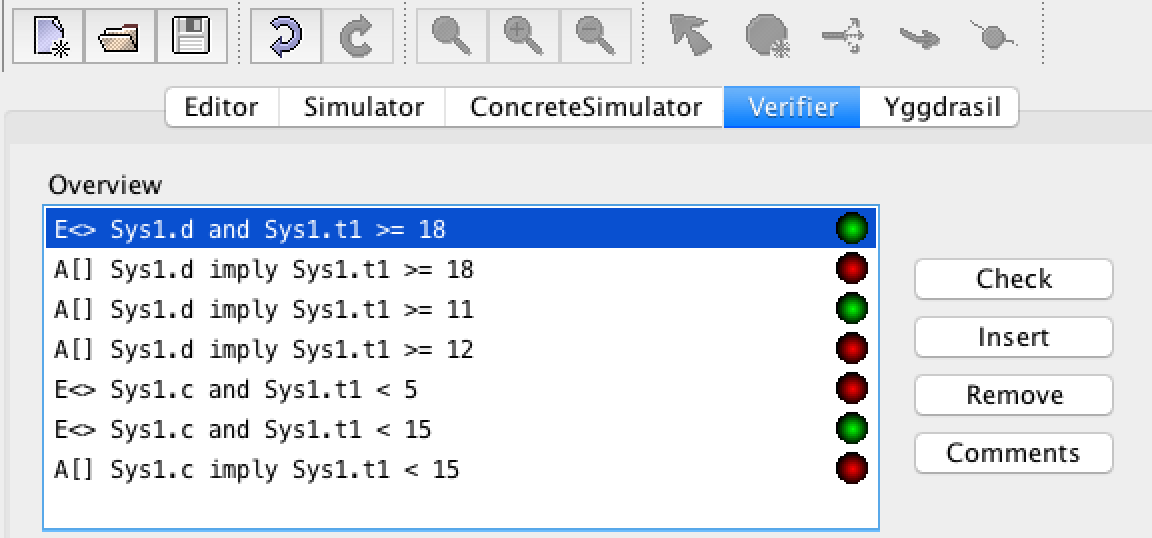 Editor Simulator ConcreteSimulator Verifier Yggdrasil
Overview
E<> Sys1.d and Sys1.t1 >= 18
A[] Sys1.d imply Sys1.t1 >= 18
A[] Sys1.d imply Sys1.t1 >= 11
A[] Sys1.d imply Sys1.t1 >= 12
E<> Sys1.c and Sys1.t1 < 5
E<> Sys1.c and Sys1.t1 < 15
A[] Sys1.c imply Sys1.t1 < 15
Check
Insert
Remove
Comments